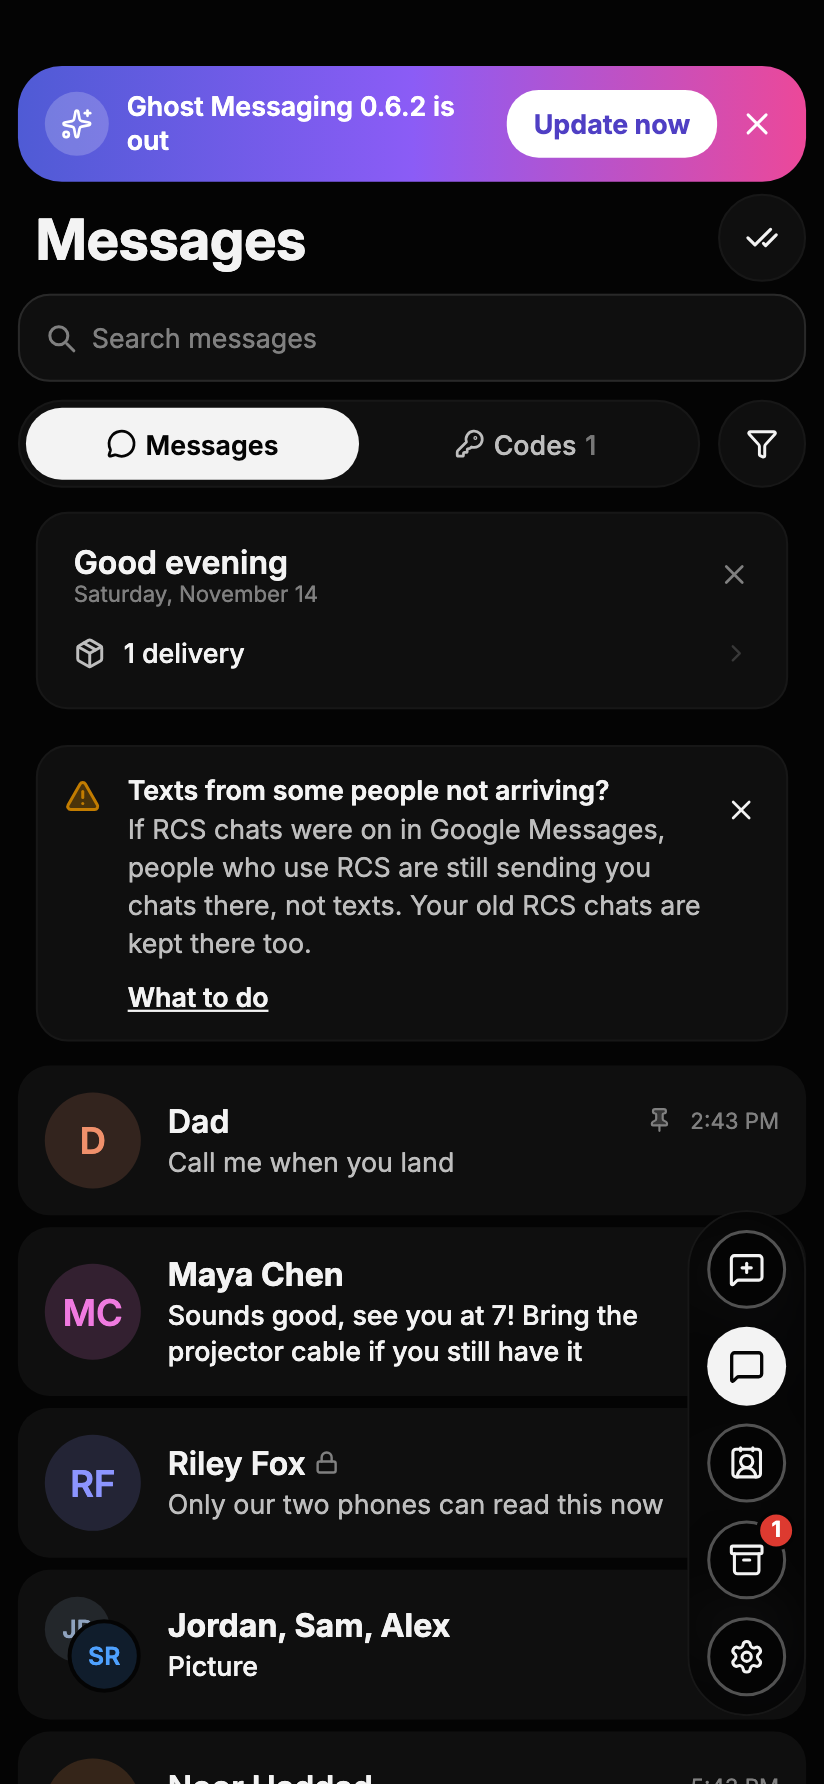 Ghost Messaging 0.6.2 is
out
Update now
Messages
Search messages
Messages
Codes 1
Good evening
Saturday, November 14
1 delivery
Texts from some people not arriving?
If RCS chats were on in Google Messages,
people who use RCS are still sending you
chats there, not texts. Your old RCS chats are
kept there too.
What to do
D
Dad
2:43 PM
Call me when you land
MC
Maya Chen
Sounds good, see you at 7! Bring the
projector cable if you still have it
RF
Riley Fox
Only our two phones can read this now
1
SR
Jordan, Sam, Alex
Picture